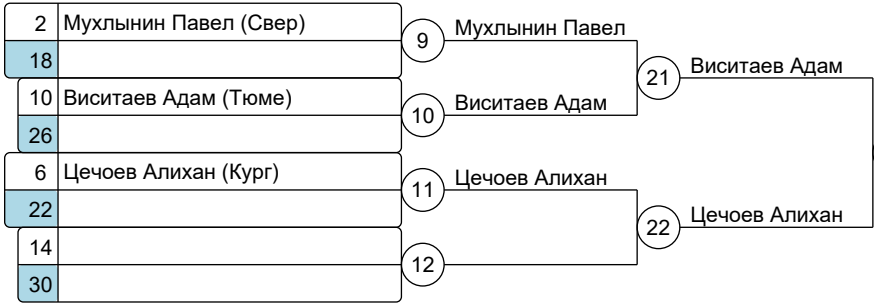 2 Мухлынин Павел (Свер)
9 Мухлынин Павел
18
21 Виситаев Адам
10 Виситаев Адам (Тюме)
10 Виситаев Адам
26
6 Цечоев Алихан (Кург)
11 Цечоев Алихан
22
22 Цечоев Алихан
14
12
30